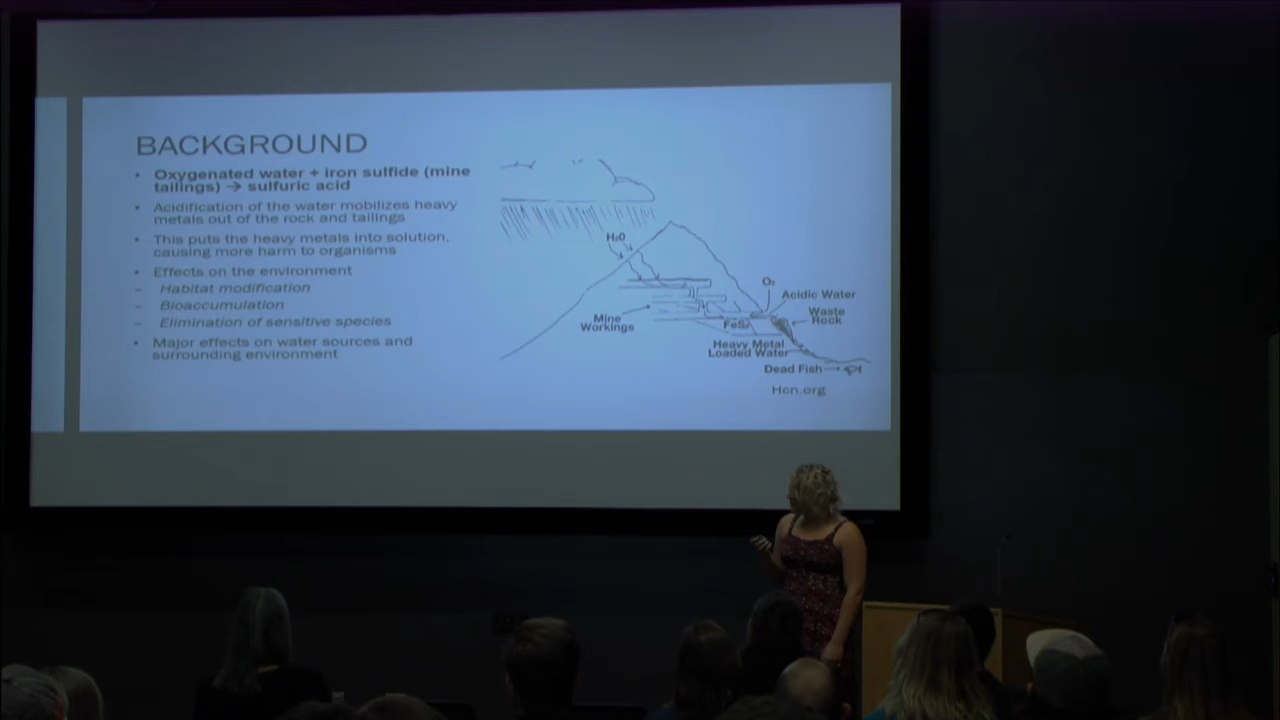 BACKGROUND
• Oxygenated water + iron sulfide (mine
tailings) → sulfuric acid
• Acidification of the water mobilizes heavy
metals out of the rock and tailings
• This puts the heavy metals into solution,
causing more harm to organisms
• Effects on the environment
– Habitat modification
– Bioaccumulation
– Elimination of sensitive species
• Major effects on water sources and
surrounding environment
H₂0
O₂
Acidic Water
Waste
Rock
Mine
Workings
FeS₂
Heavy Metal
Loaded Water
Dead Fish
Hcn.org